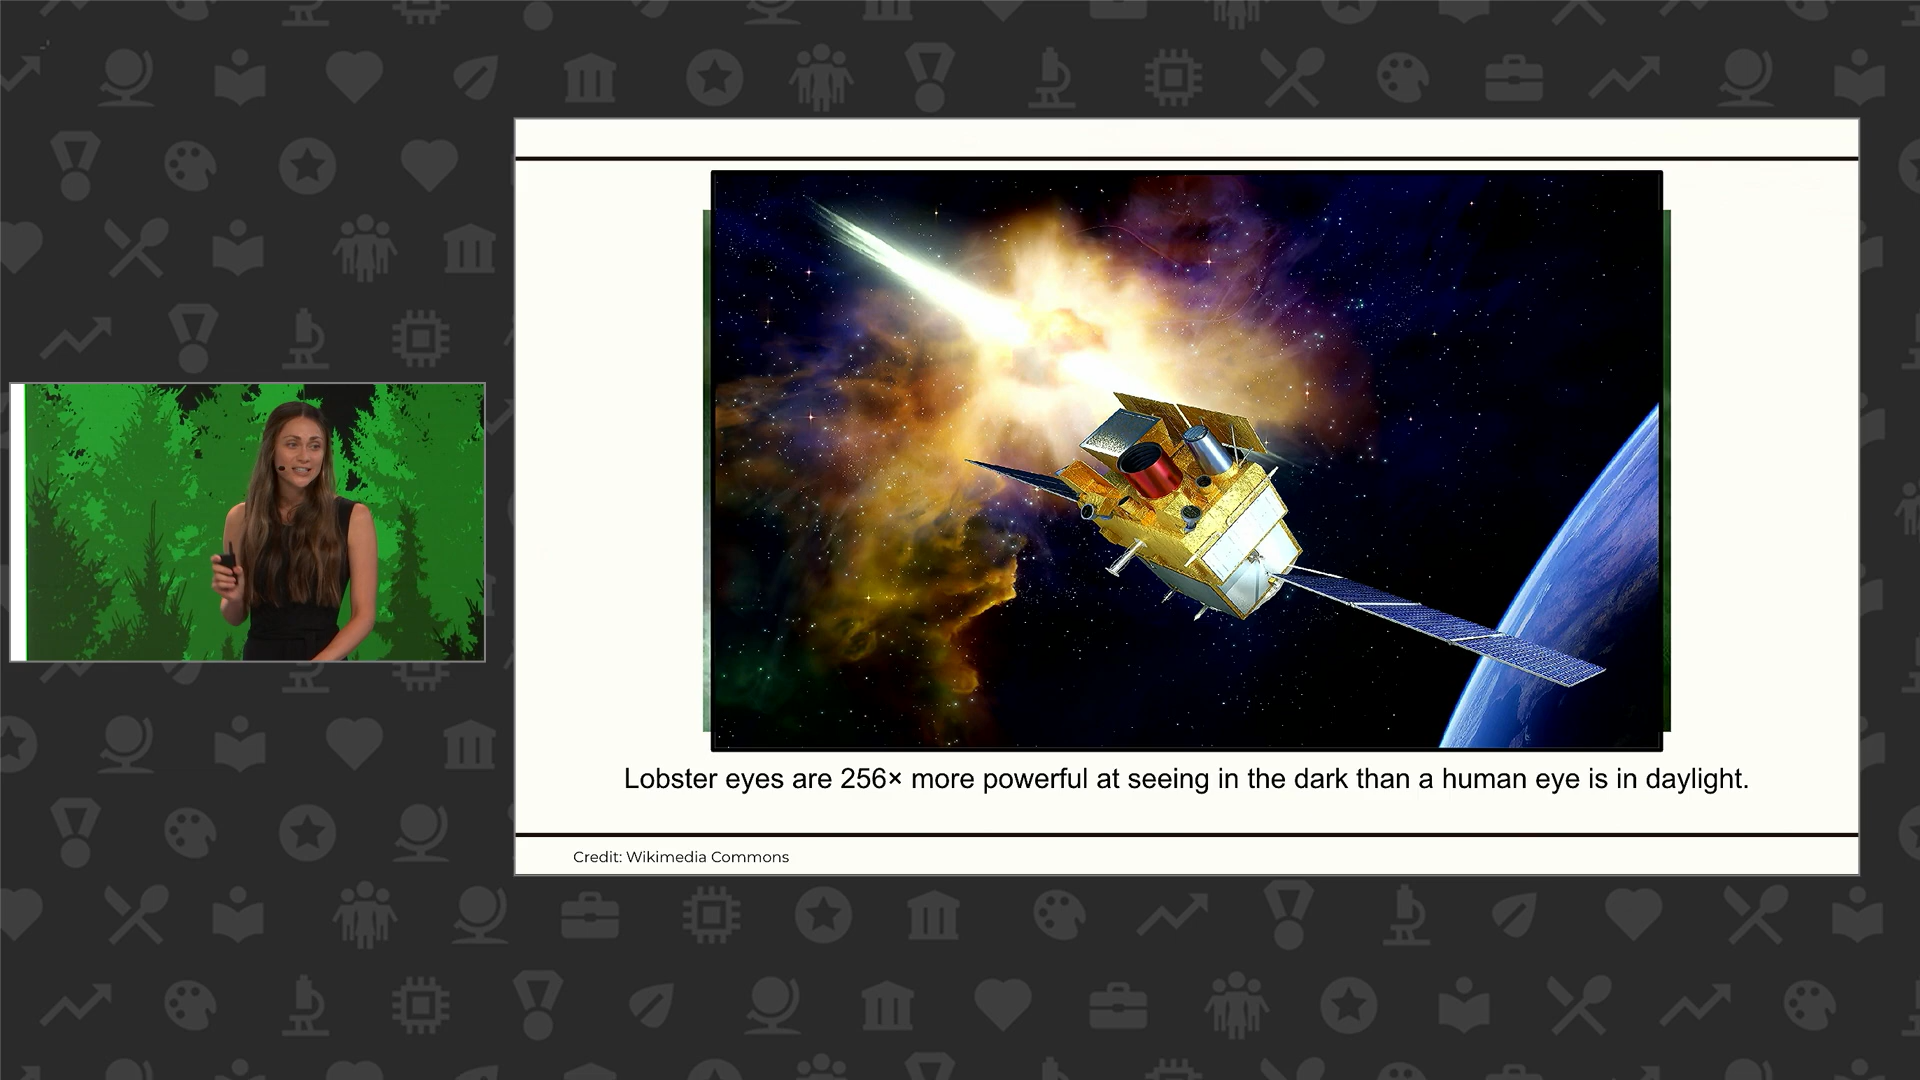 Lobster eyes are 256× more powerful at seeing in the dark than a human eye is in daylight.
Credit: Wikimedia Commons